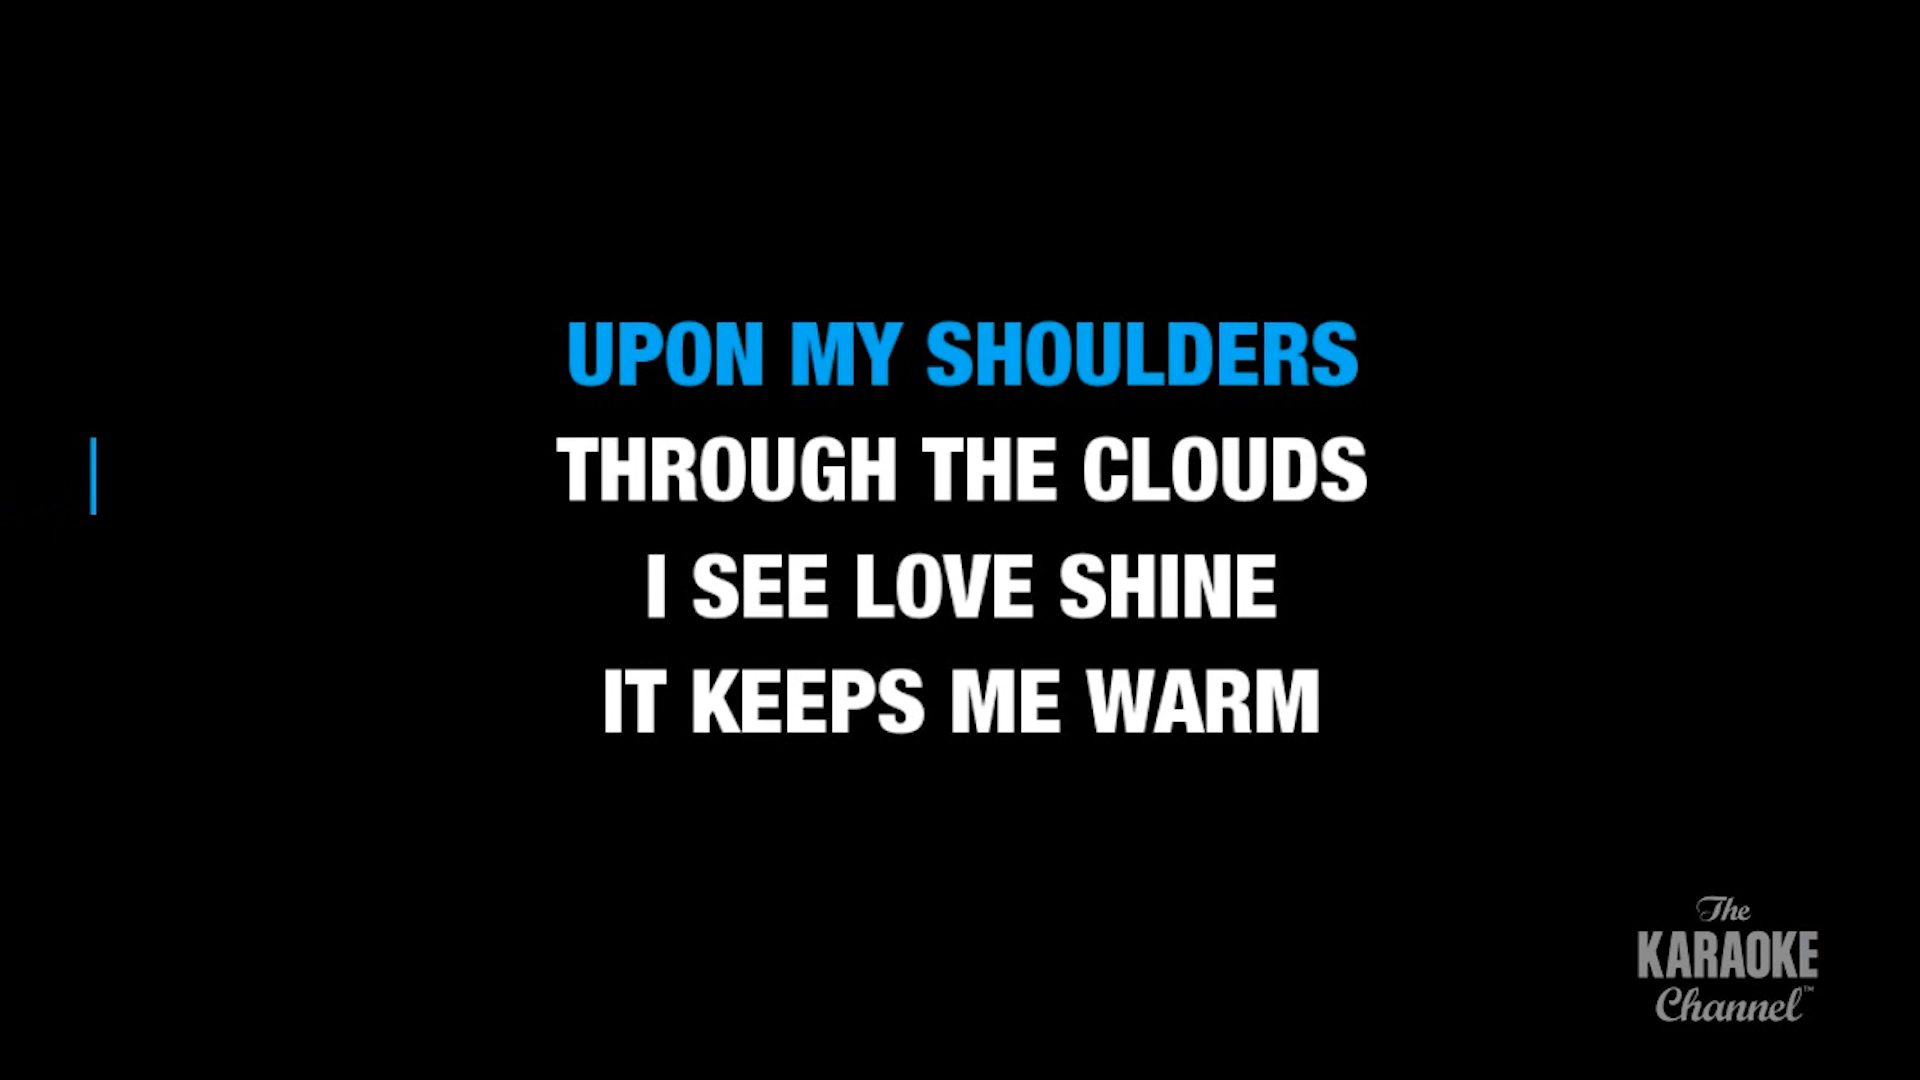 UPON MY SHOULDERS
THROUGH THE CLOUDS
I SEE LOVE SHINE
IT KEEPS ME WARM
The
KARAOKE
Channel™